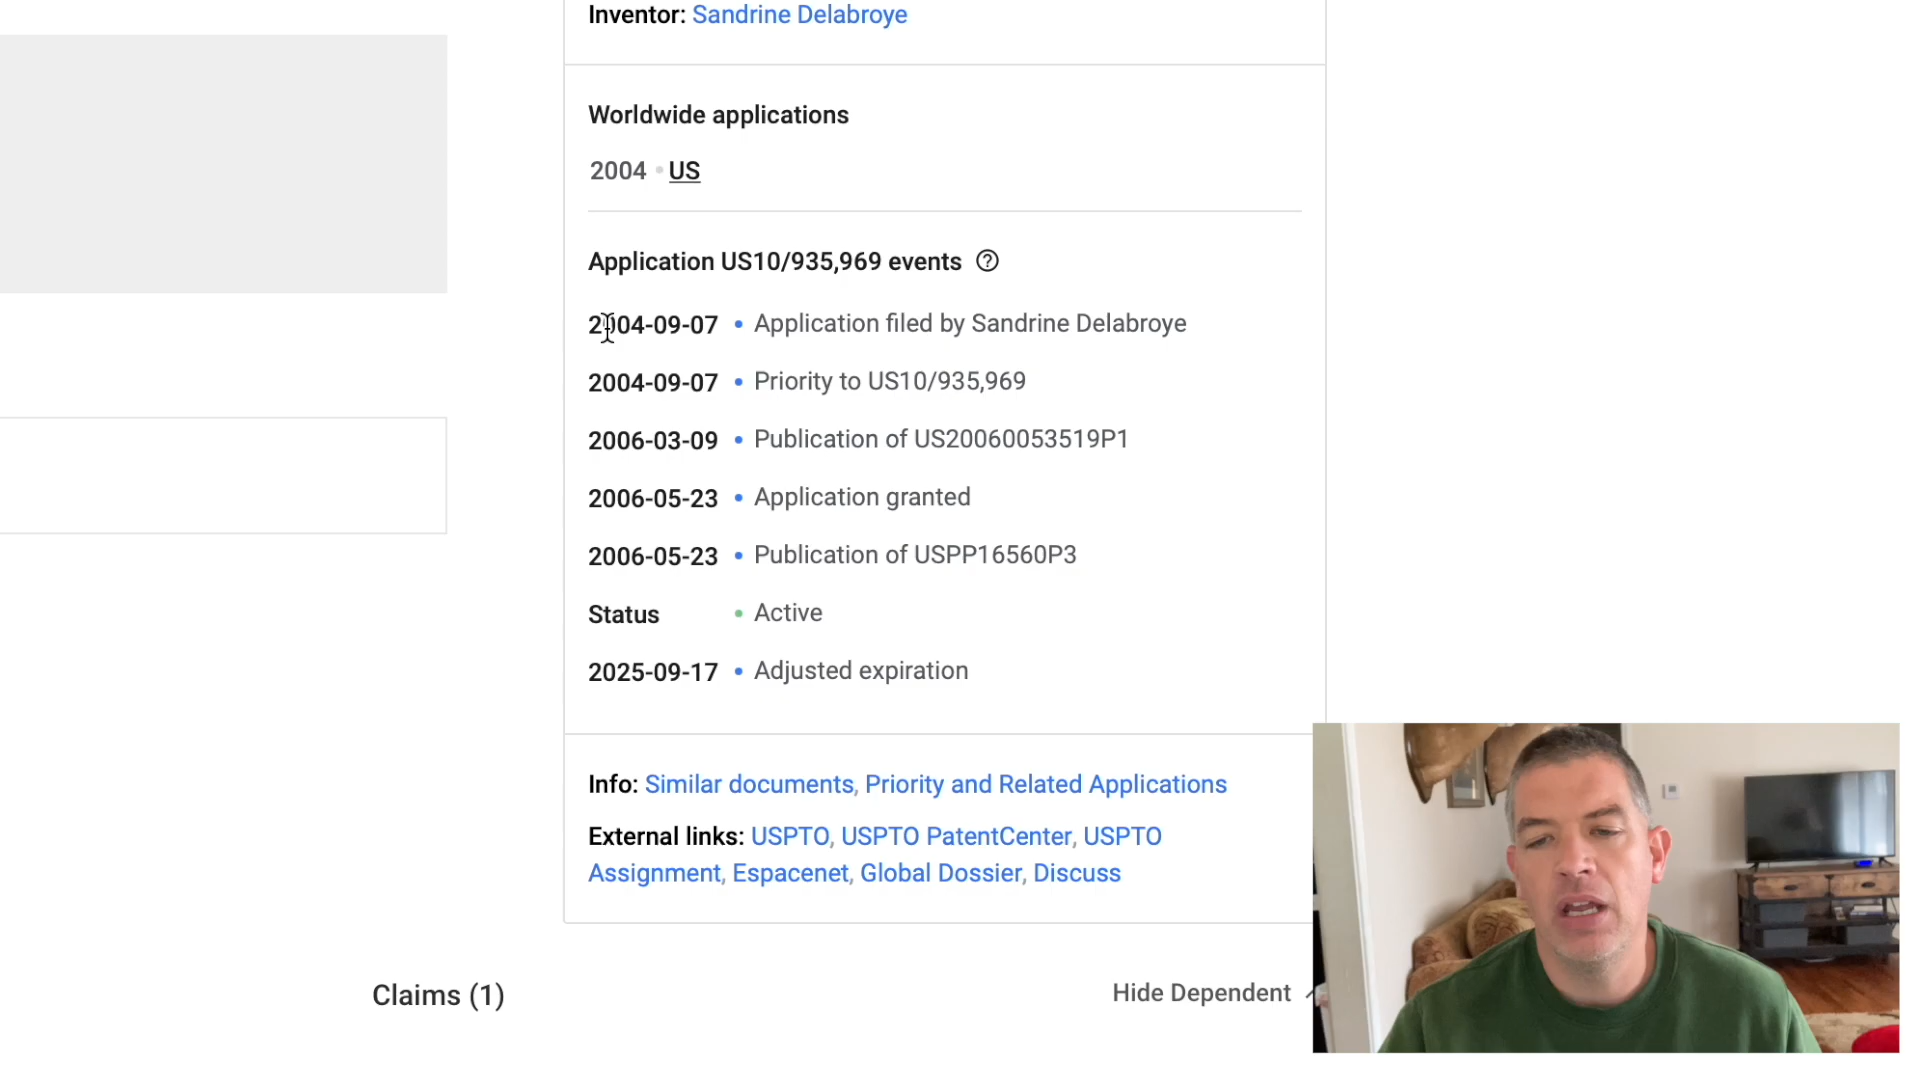 Inventor: Sandrine Delabroye
Worldwide applications
2004 • US
Application US10/935,969 events ?
2004-09-07 • Application filed by Sandrine Delabroye
2004-09-07 • Priority to US10/935,969
2006-03-09 • Publication of US20060053519P1
2006-05-23 • Application granted
2006-05-23 • Publication of USPP16560P3
Status • Active
2025-09-17 • Adjusted expiration
Info: Similar documents, Priority and Related Applications
External links: USPTO, USPTO PatentCenter, USPTO
Assignment, Espacenet, Global Dossier, Discuss
Claims (1)
Hide Dependent